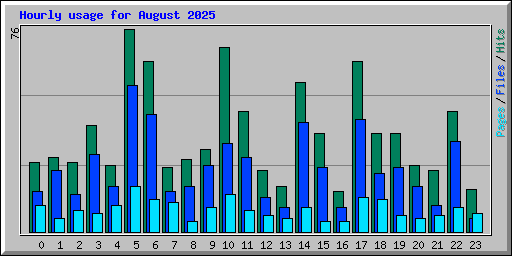 Hourly usage for August 2025
76
Pages/Files/Hits
0 1 2 3 4 5 6 7 8 9 10 11 12 13 14 15 16 17 18 19 20 21 22 23